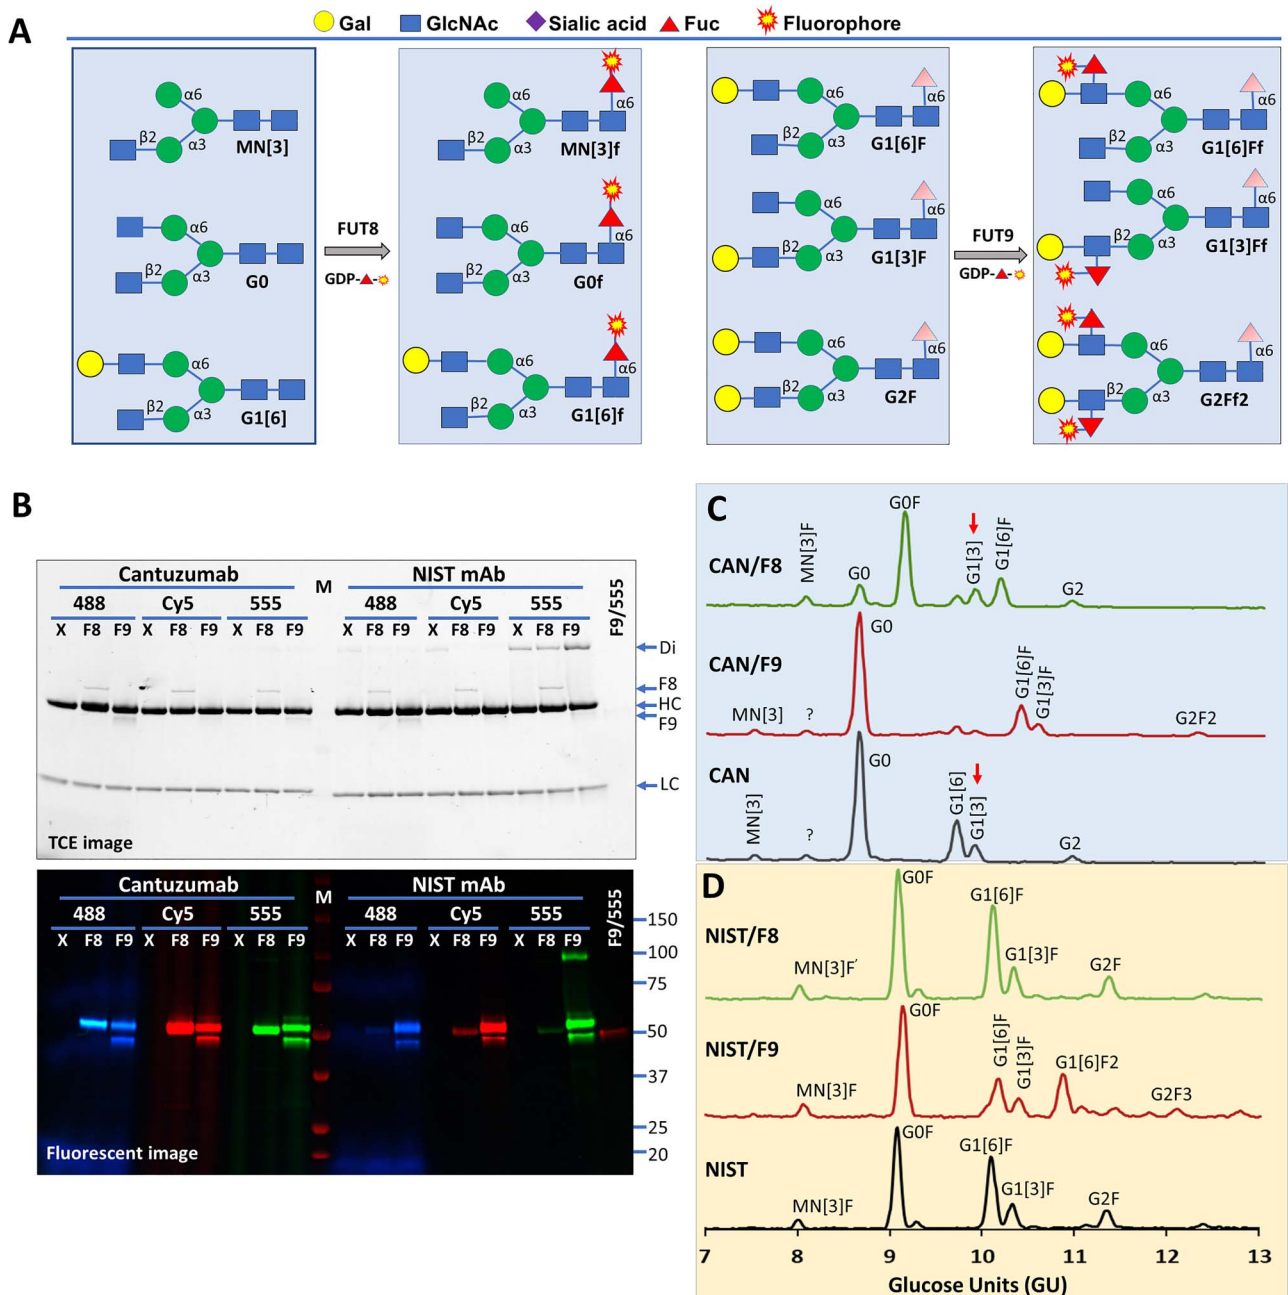 A
Gal GlcNAc Sialic acid Fuc Fluorophore
α6
β2 α3 MN[3]
α6
β2 α3 G0
α6
β2 α3 G1[6]
FUT8
GDP-
α6 α6
β2 α3 MN[3]f
α6 α6
β2 α3 G0f
α6 α6
β2 α3 G1[6]f
α6 α6
β2 α3 G1[6]F
α6 α6
β2 α3 G1[3]F
α6 α6
β2 α3 G2F
FUT9
GDP-
α6 α6
β2 α3 G1[6]Ff
α6 α6
β2 α3 G1[3]Ff
α6 α6
β2 α3 G2Ff2
B
Cantuzumab M NIST mAb F9/555
488 Cy5 555 488 Cy5 555
X F8 F9 X F8 F9 X F8 F9 X F8 F9 X F8 F9 X F8 F9
Di
F8
HC
F9
LC
TCE image
Cantuzumab M NIST mAb F9/555
488 Cy5 555 488 Cy5 555
X F8 F9 X F8 F9 X F8 F9 X F8 F9 X F8 F9 X F8 F9
150
100
75
50
37
25
20
Fluorescent image
C
CAN/F8
MN[3]F G0 G0F G1[3] G1[6]F G2
CAN/F9
MN[3] ? G0 G1[6]F G1[3]F G2F2
CAN
MN[3] ? G0 G1[6] G1[3] G2
D
NIST/F8
MN[3]F' G0F G1[6]F G1[3]F G2F
NIST/F9
MN[3]F G0F G1[6]F G1[3]F G1[6]F2 G2F3
NIST
MN[3]F G0F G1[6]F G1[3]F G2F
7 8 9 10 11 12 13
Glucose Units (GU)